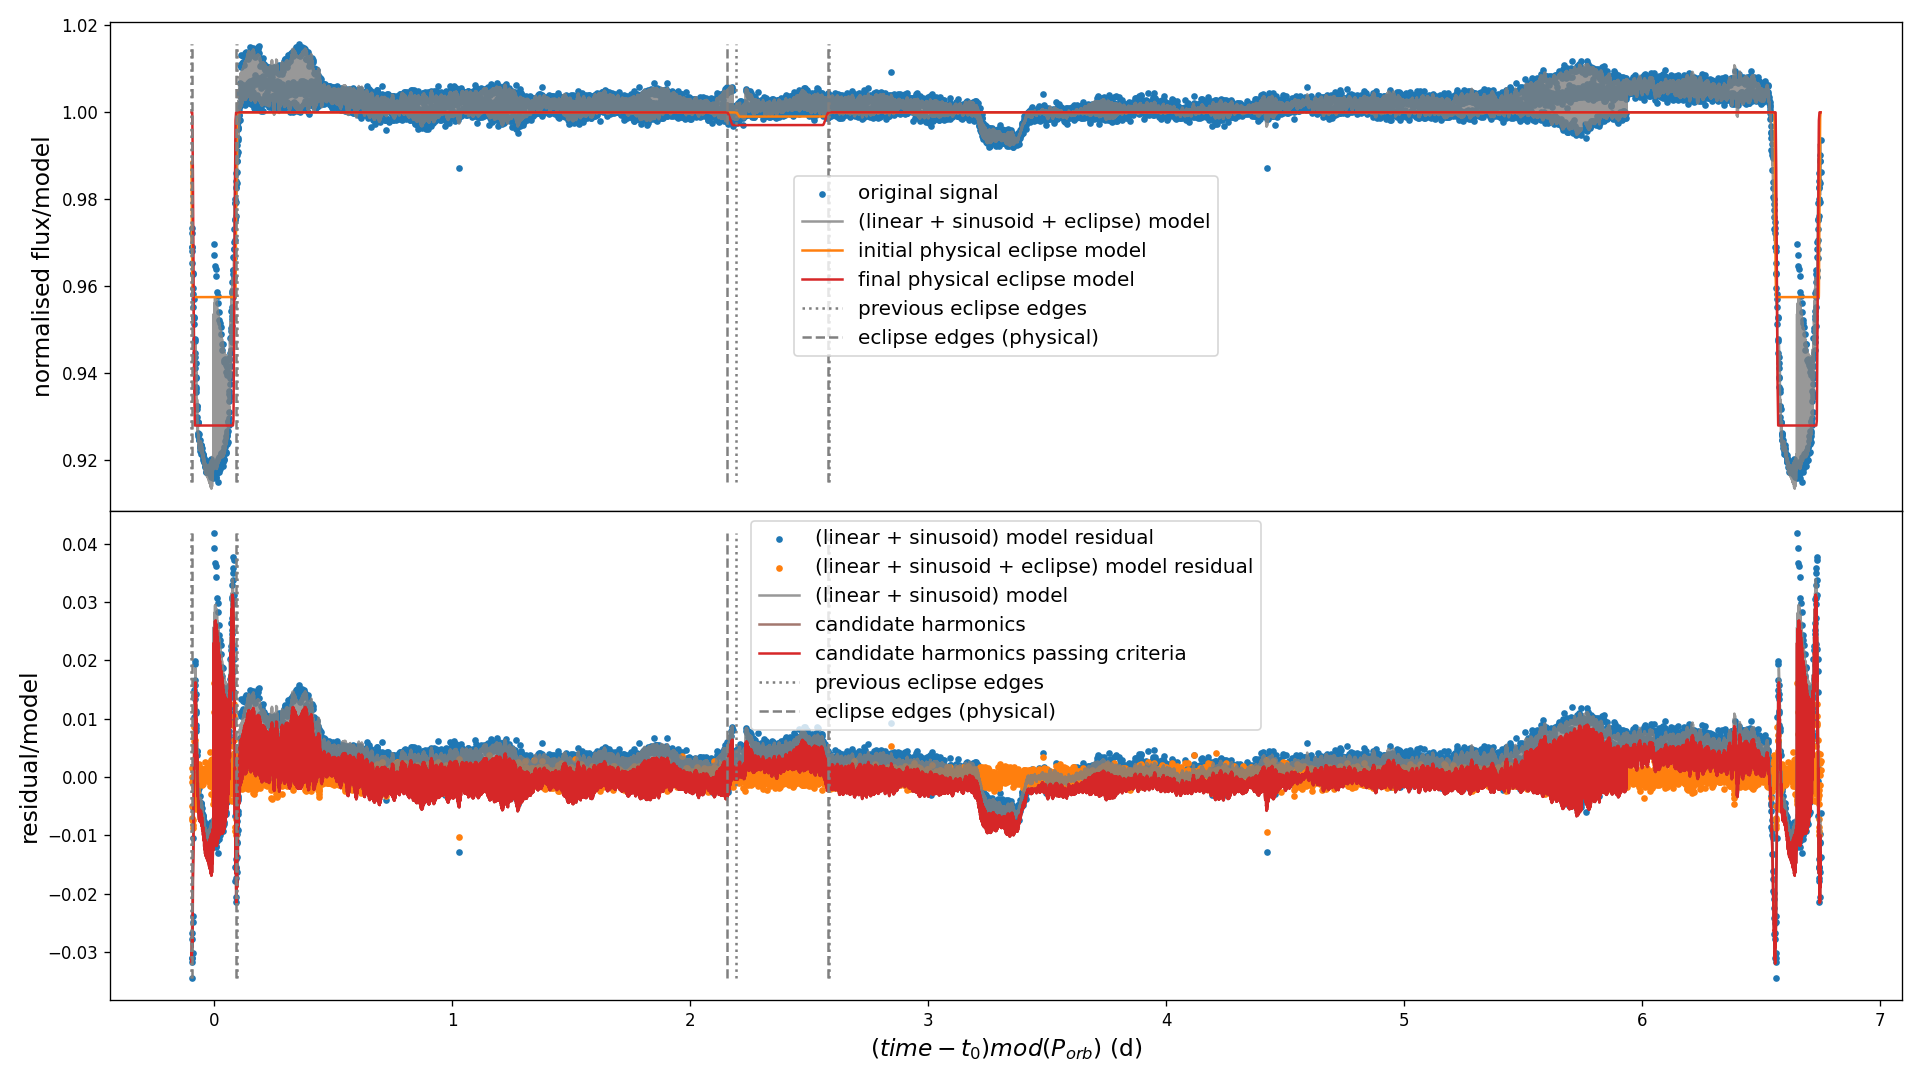 1.02
1.00
0.98
0.96
0.94
0.92
normalised flux/model
original signal
(linear + sinusoid + eclipse) model
initial physical eclipse model
final physical eclipse model
previous eclipse edges
eclipse edges (physical)
0.04
0.03
0.02
0.01
0.00
−0.01
−0.02
−0.03
residual/model
(linear + sinusoid) model residual
(linear + sinusoid + eclipse) model residual
(linear + sinusoid) model
candidate harmonics
candidate harmonics passing criteria
previous eclipse edges
eclipse edges (physical)
0 1 2 3 4 5 6 7
(time − t₀)mod(P_orb) (d)